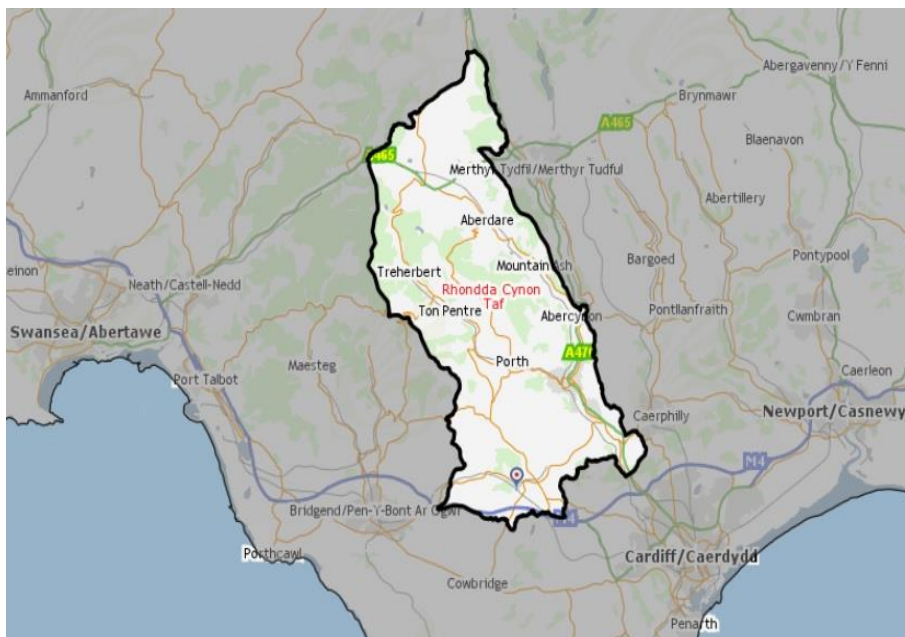 Abergavenny/Y Fenni
Ammanford
Brynmawr
A465
Blaenavon
A465
Merthyr Tydfil/Merthyr Tudful
Abertillery
Aberdare
Pontypool
Mountain Ash
Bargoed
Treherbert
Neath/Castell-Nedd
Rhondda Cynon
Taf
Pontllanfraith
Cwmbran
Ton Pentre
Abercynon
Swansea/Abertawe
A470
Porth
Maesteg
Caerleon
Port Talbot
Caerphilly
Newport/Casnewy
M4
Bridgend/Pen-Y-Bont Ar Ogwr
M4
Porthcawl
Cardiff/Caerdydd
Cowbridge
Penarth